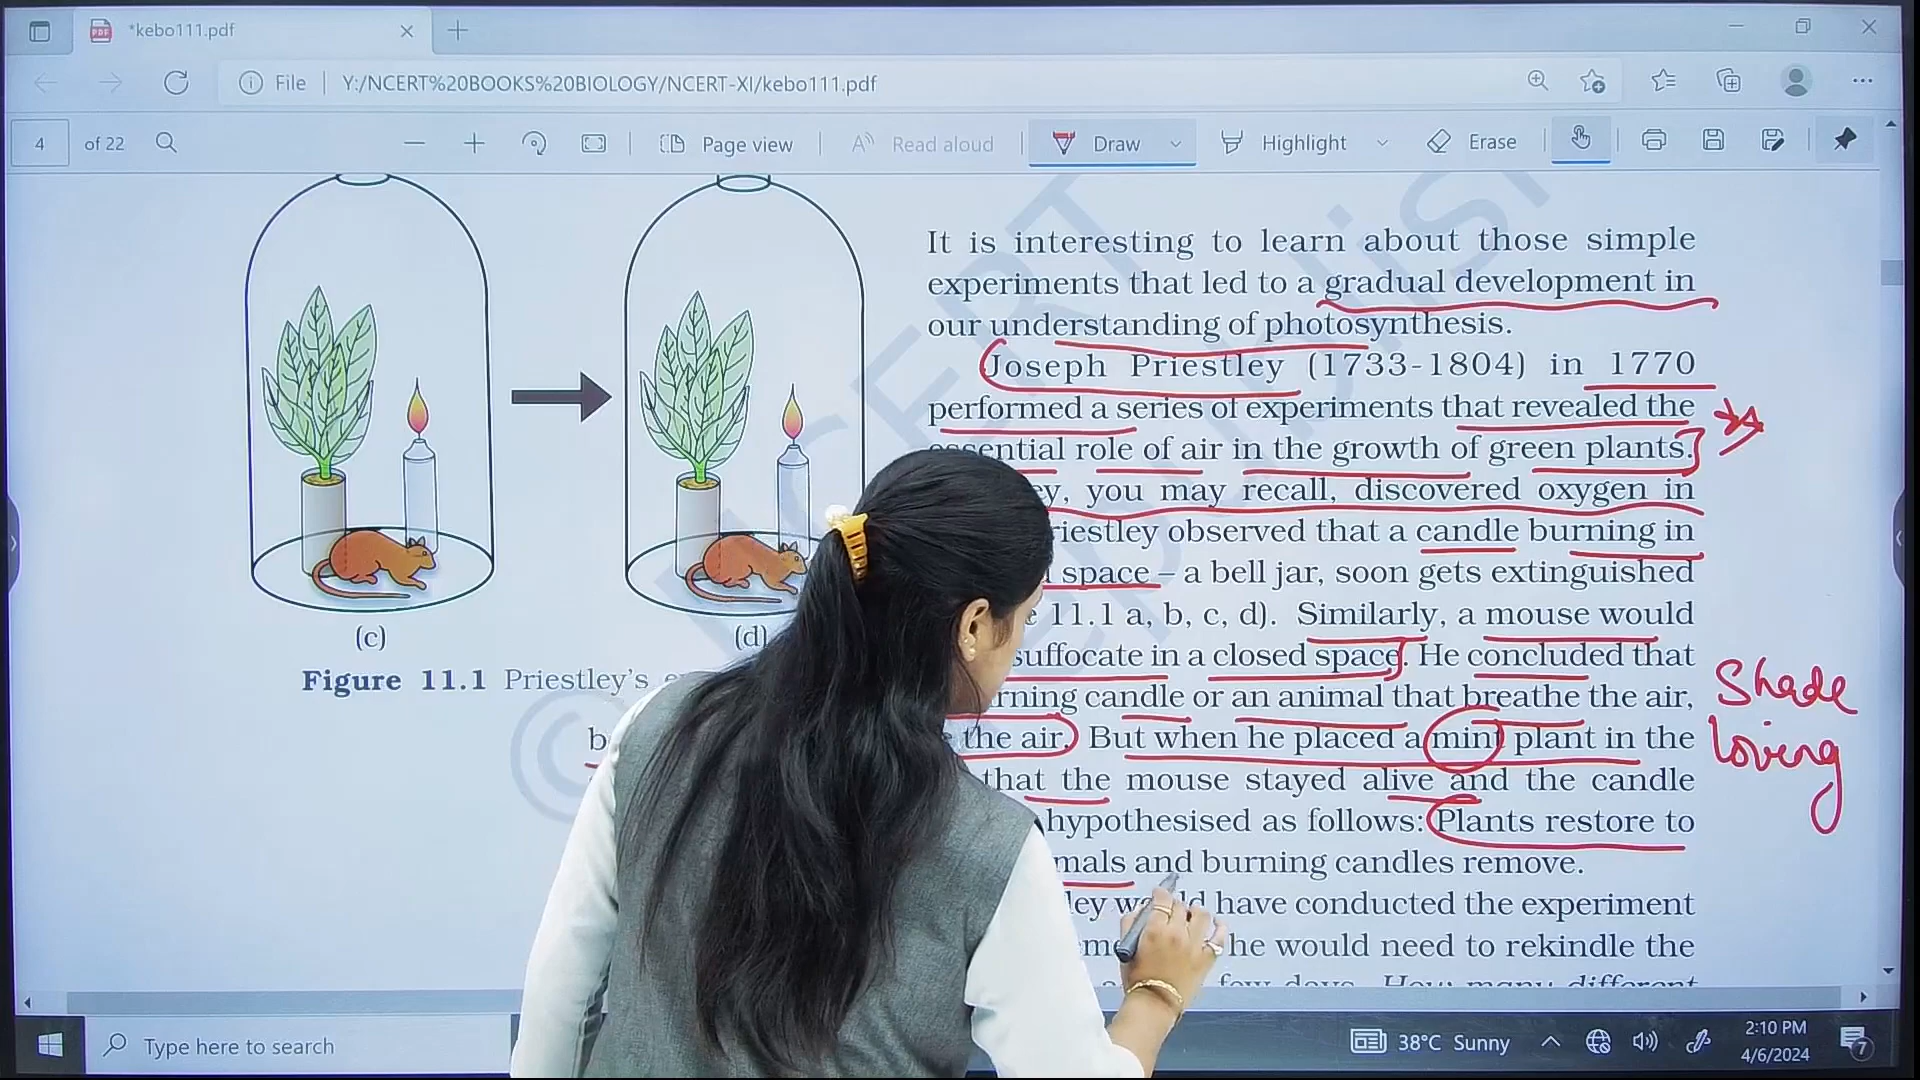 *kebo111.pdf
File Y:/NCERT%20BOOKS%20BIOLOGY/NCERT-XI/kebo111.pdf
4 of 22 Page view Read aloud Draw Highlight Erase
(c)
(d)
Figure 11.1 Priestley's
It is interesting to learn about those simple
experiments that led to a gradual development in
our understanding of photosynthesis.
Joseph Priestley (1733-1804) in 1770
performed a series of experiments that revealed the
essential role of air in the growth of green plants.
you may recall, discovered oxygen in
observed that a candle burning in
space – a bell jar, soon gets extinguished
11.1 a, b, c, d). Similarly, a mouse would
suffocate in a closed space. He concluded that
candle or an animal that breathe the air,
the air. But when he placed a mint plant in the
that the mouse stayed alive and the candle
hypothesised as follows: Plants restore to
and burning candles remove.
have conducted the experiment
he would need to rekindle the
few days. How many different
Shade
loving
Type here to search
38°C Sunny
2:10 PM
4/6/2024
7